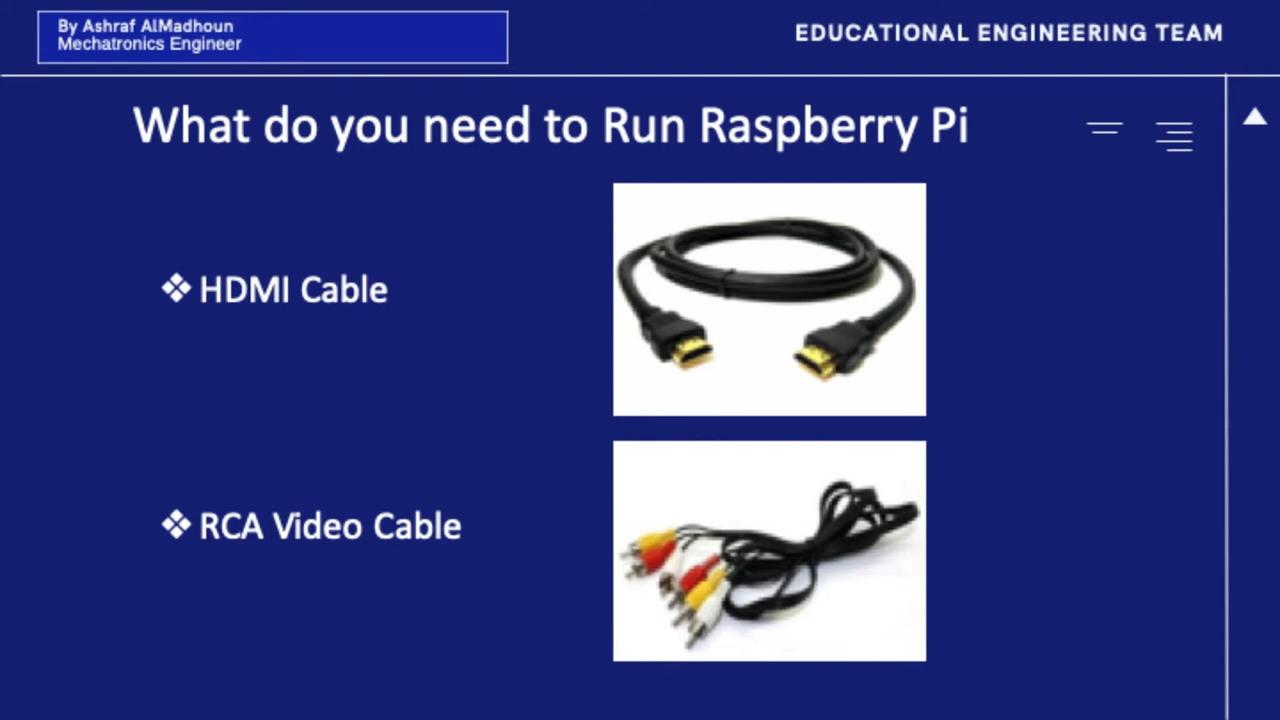 By Ashraf AlMadhoun
Mechatronics Engineer
EDUCATIONAL ENGINEERING TEAM
What do you need to Run Raspberry Pi
❖ HDMI Cable
❖ RCA Video Cable